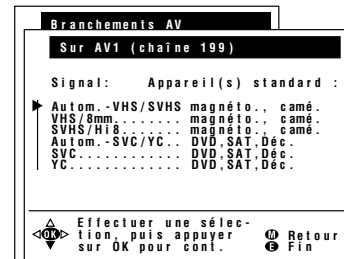 Branchements AV
Sur AV1 (chaîne 199)
Signal: Appareil(s) standard :
Autom.-VHS/SVHS magnéto., camé.
VHS/8mm........ magnéto., camé.
SVHS/Hi8....... magnéto., camé.
Autom.-SVC/YC.. DVD,SAT,Déc.
SVC............ DVD,SAT,Déc.
YC............. DVD,SAT,Déc.
Effectuer une sélec-
OK tion, puis appuyer M Retour
sur OK pour cont. E Fin